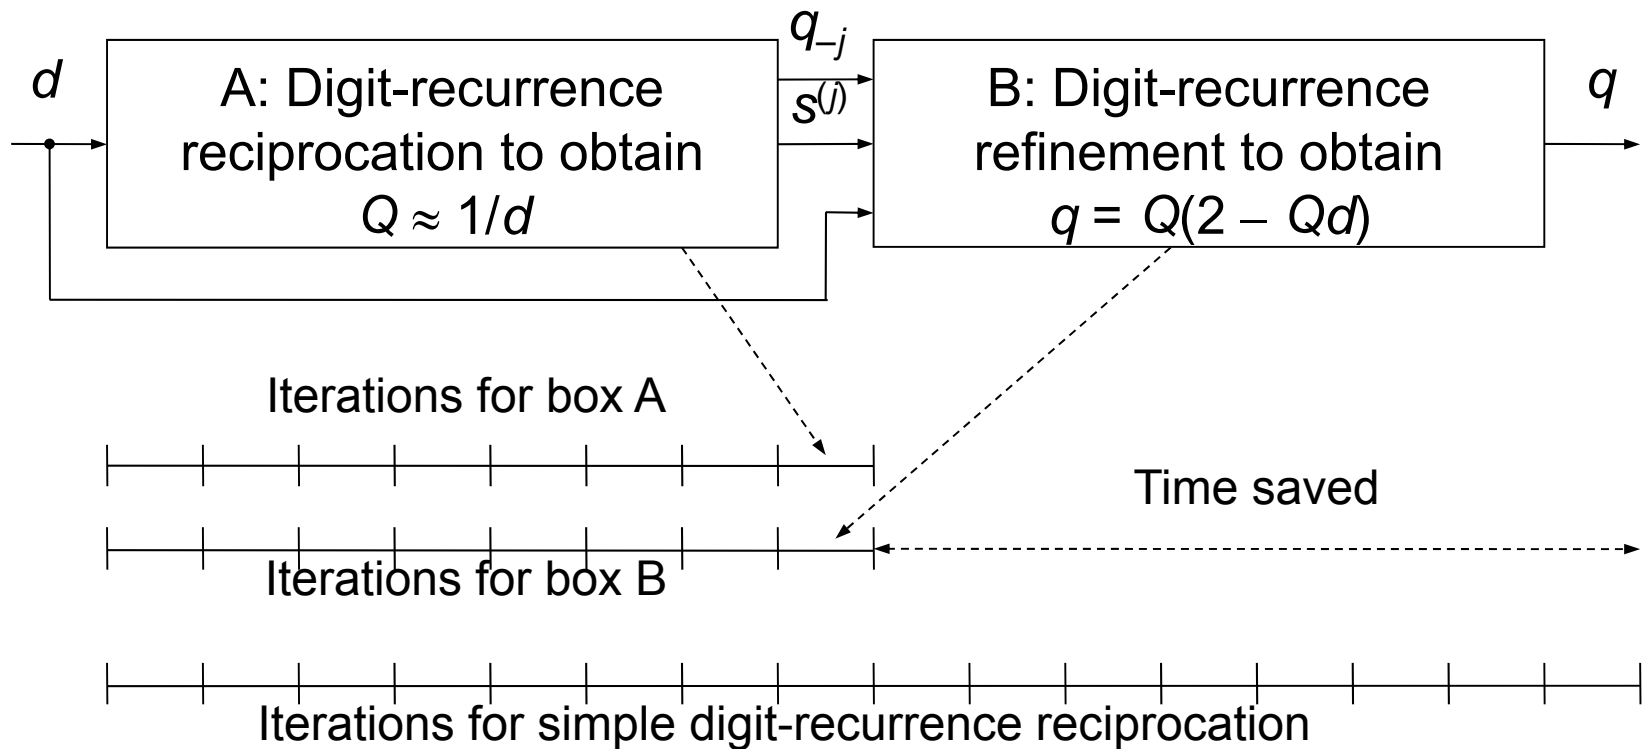 d
A: Digit-recurrence
reciprocation to obtain
Q ≈ 1/d
q–j
s(j)
B: Digit-recurrence
refinement to obtain
q = Q(2 – Qd)
q
Iterations for box A
Time saved
Iterations for box B
Iterations for simple digit-recurrence reciprocation